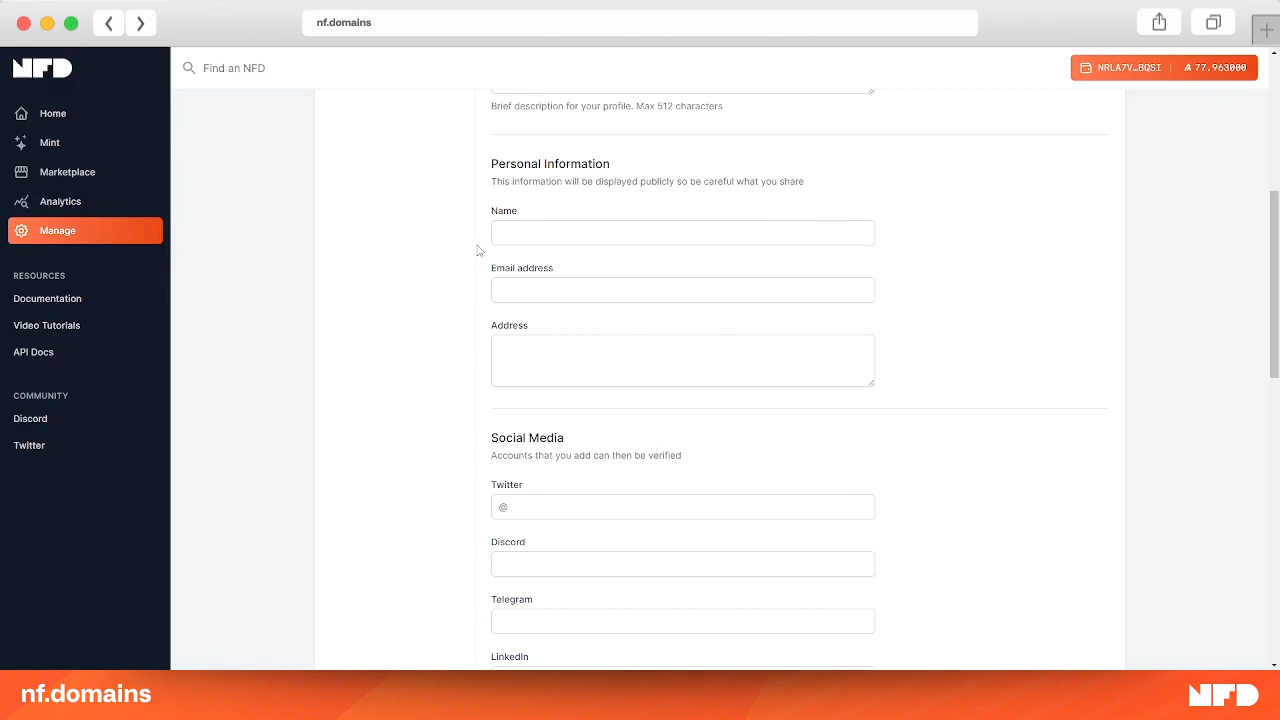 nf.domains
NFD
Find an NFD
NRLA7V…8QSI
77.963000
Home
Mint
Marketplace
Analytics
Manage
RESOURCES
Documentation
Video Tutorials
API Docs
COMMUNITY
Discord
Twitter
Brief description for your profile. Max 512 characters
Personal Information
This information will be displayed publicly so be careful what you share
Name
Email address
Address
Social Media
Accounts that you add can then be verified
Twitter
@
Discord
Telegram
LinkedIn
nf.domains
NFD